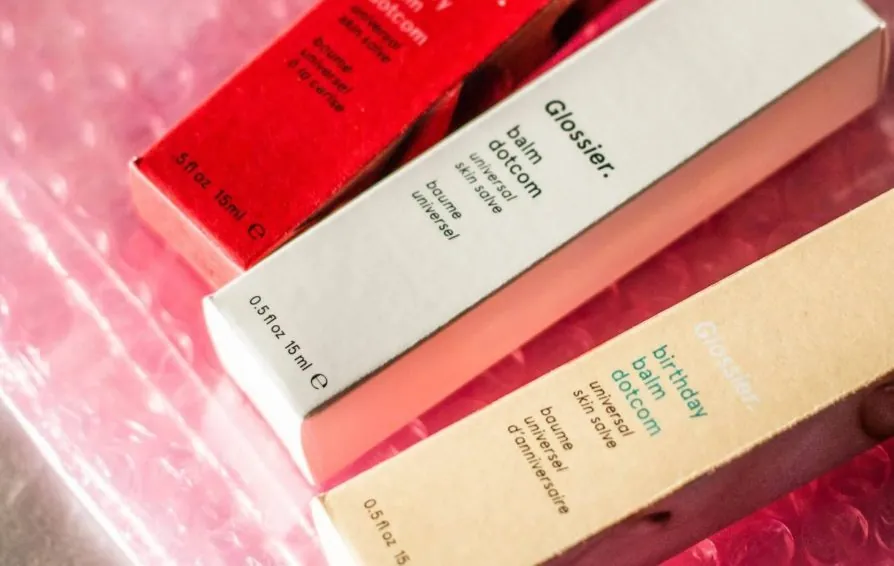 dotcom
universal
skin salve
baume
universel
à la cerise
.5 fl oz 15ml ℮
Glossier.
balm
dotcom
universal
skin salve
baume
universel
0.5 fl oz 15 ml ℮
Glossier.
birthday
balm
dotcom
universal
skin salve
baume
universel
d'anniversaire
0.5 fl oz 15